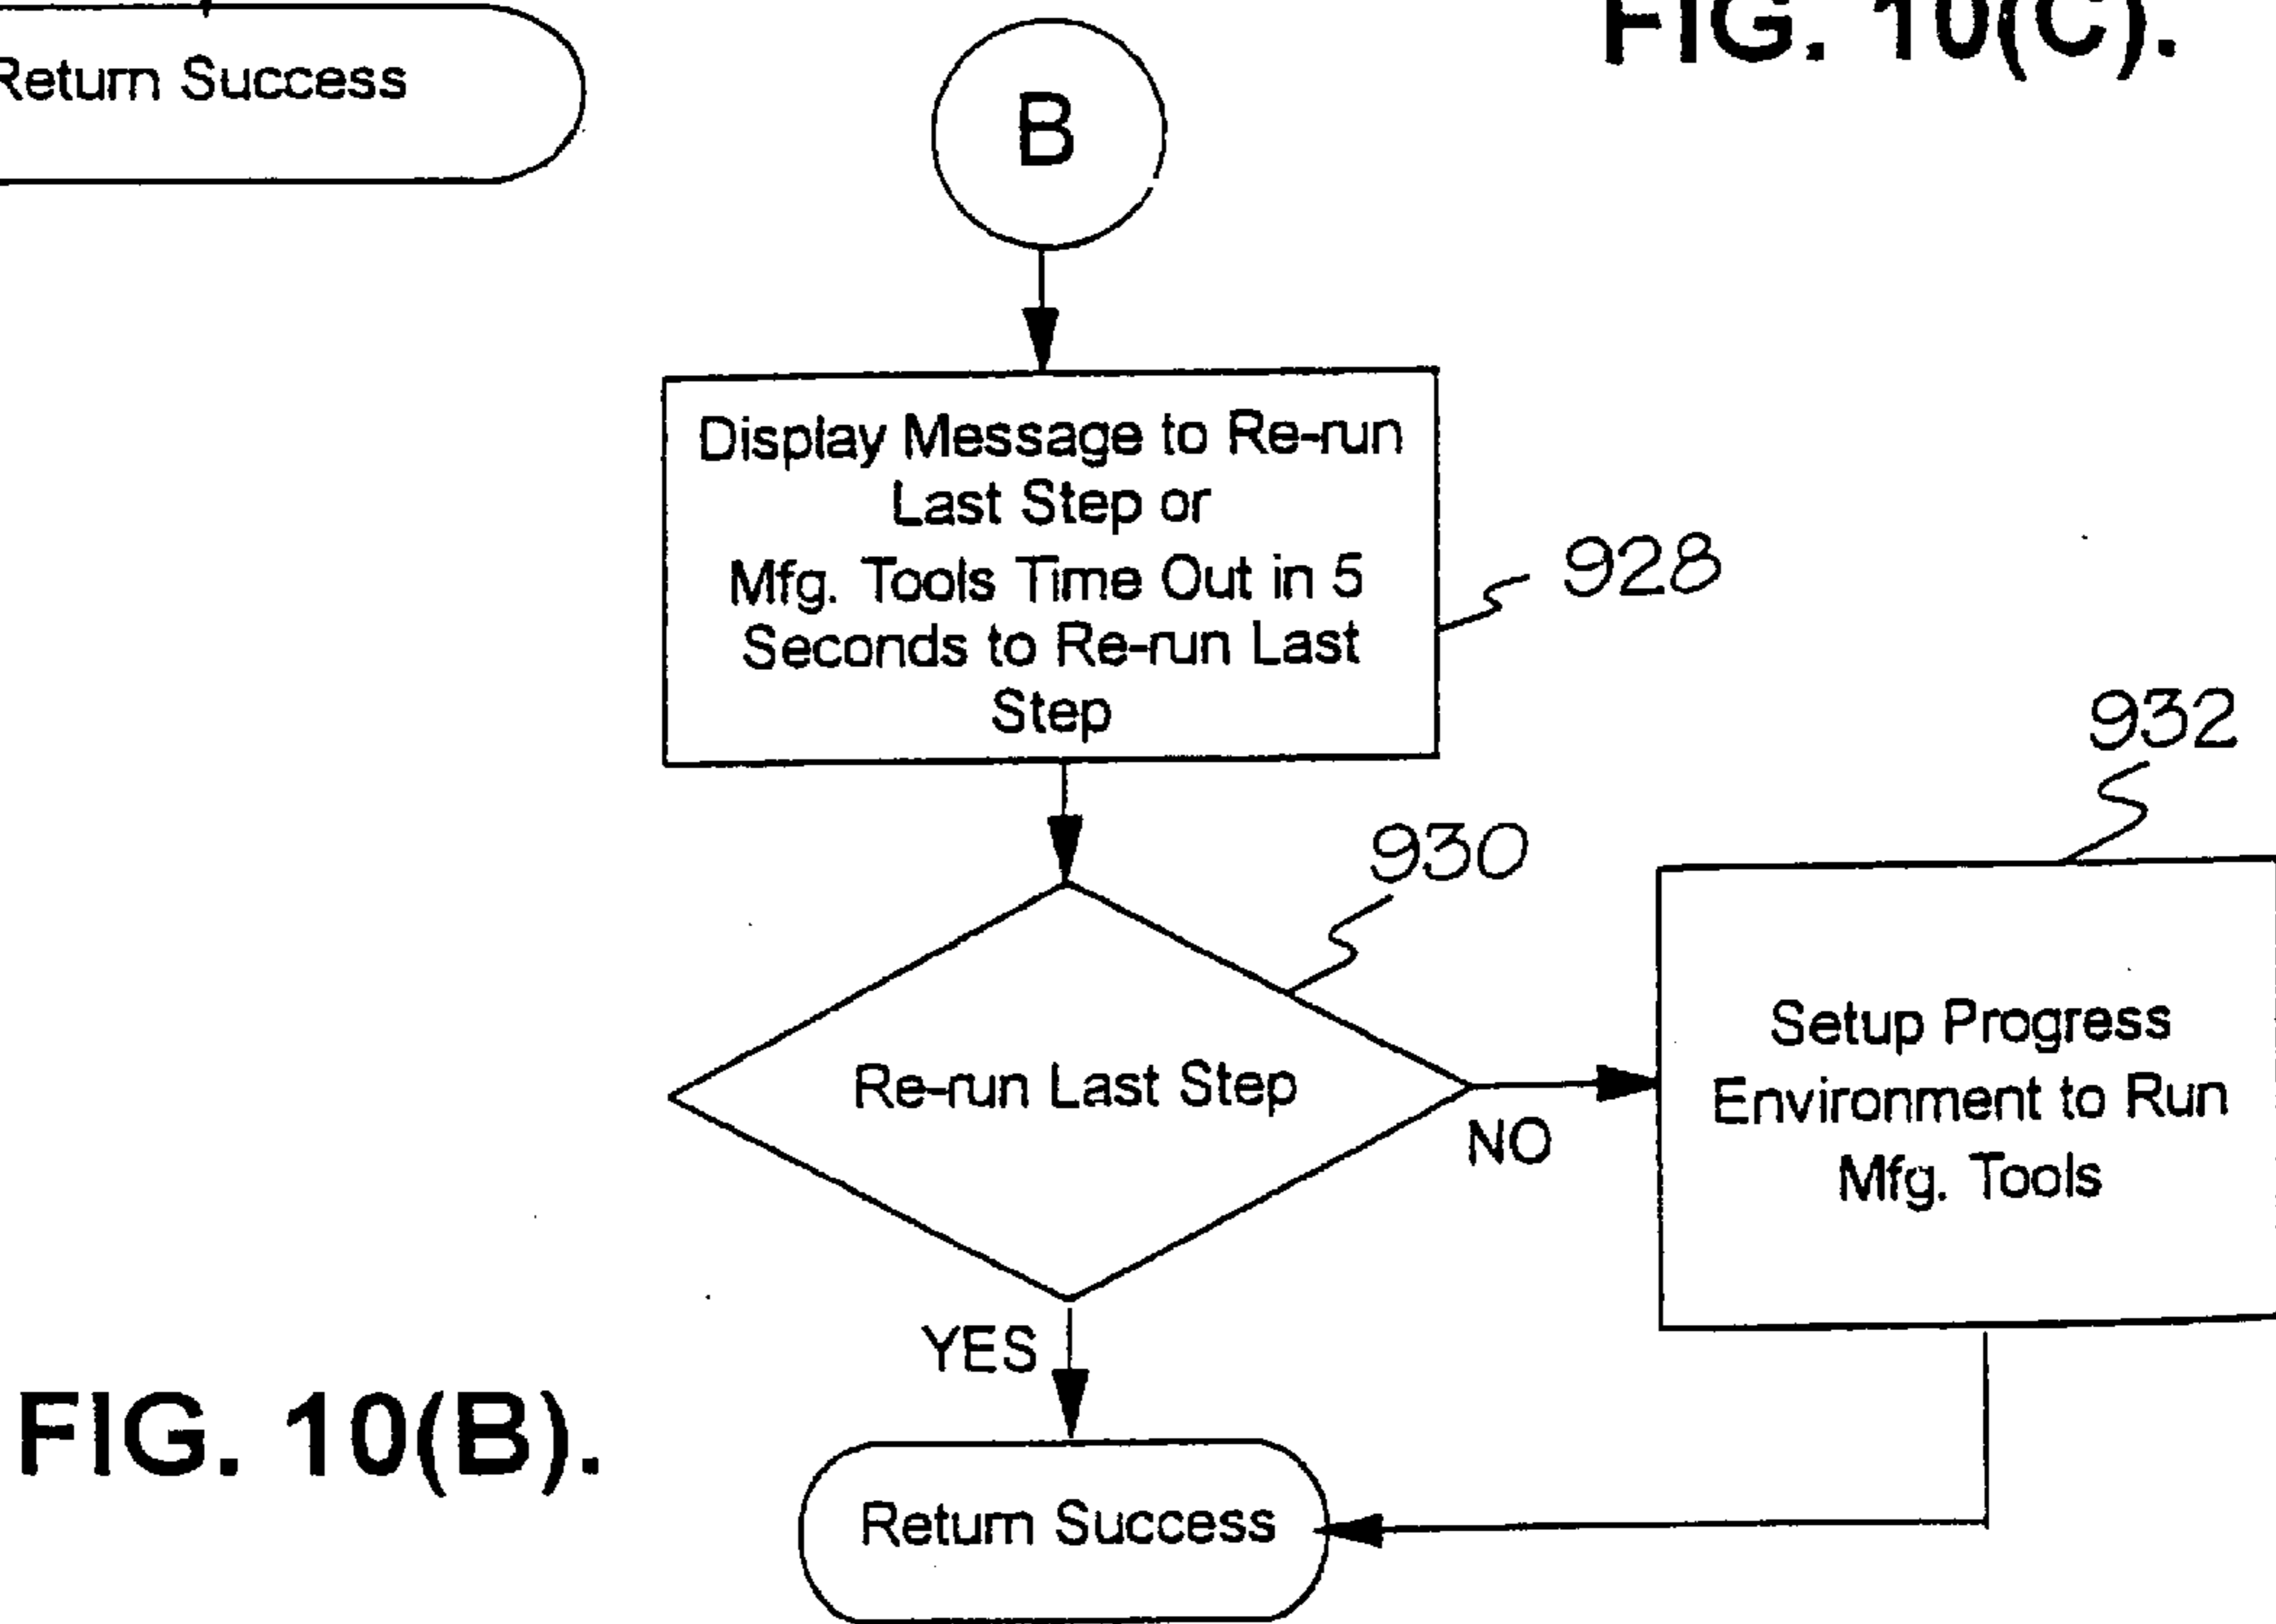 Return Success
FIG. 10(C).
B
Display Message to Re-run
Last Step or
Mfg. Tools Time Out in 5
Seconds to Re-run Last
Step
928
932
930
Re-run Last Step
NO
Setup Progress
Environment to Run
Mfg. Tools
YES
FIG. 10(B).
Return Success